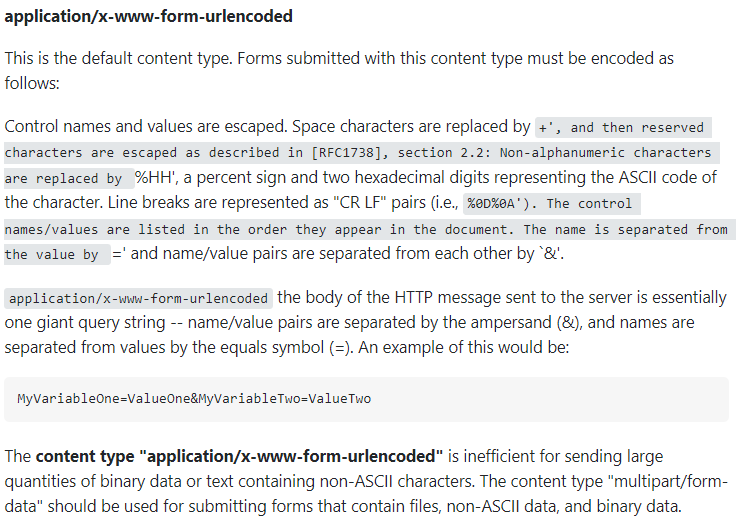 application/x-www-form-urlencoded
This is the default content type. Forms submitted with this content type must be encoded as
follows:
Control names and values are escaped. Space characters are replaced by +', and then reserved
characters are escaped as described in [RFC1738], section 2.2: Non-alphanumeric characters
are replaced by %HH', a percent sign and two hexadecimal digits representing the ASCII code of
the character. Line breaks are represented as "CR LF" pairs (i.e., %0D%0A'). The control
names/values are listed in the order they appear in the document. The name is separated from
the value by =' and name/value pairs are separated from each other by `&'.
application/x-www-form-urlencoded the body of the HTTP message sent to the server is essentially
one giant query string -- name/value pairs are separated by the ampersand (&), and names are
separated from values by the equals symbol (=). An example of this would be:
MyVariableOne=ValueOne&MyVariableTwo=ValueTwo
The content type "application/x-www-form-urlencoded" is inefficient for sending large
quantities of binary data or text containing non-ASCII characters. The content type "multipart/form-
data" should be used for submitting forms that contain files, non-ASCII data, and binary data.